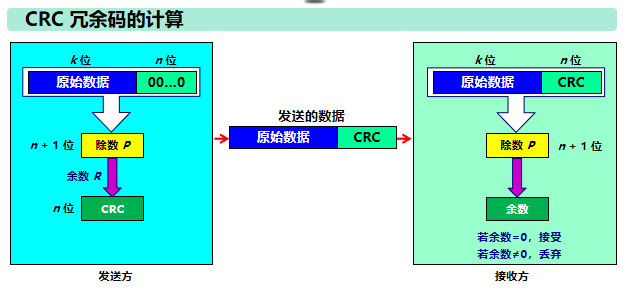 CRC 冗余码的计算
k 位
n 位
原始数据
00...0
n + 1 位
除数 P
余数 R
n 位
CRC
发送方
发送的数据
原始数据
CRC
k 位
n 位
原始数据
CRC
除数 P
n + 1 位
余数
若余数=0，接受
若余数≠0，丢弃
接收方